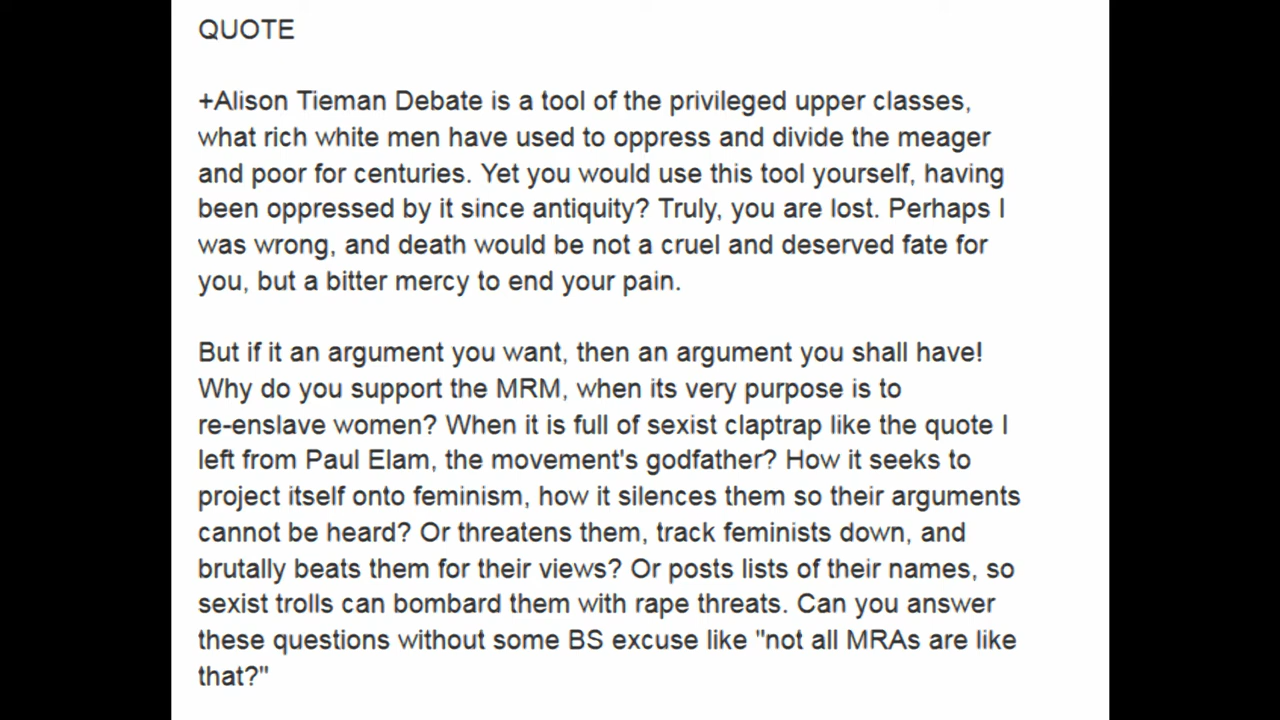 QUOTE
+Alison Tieman Debate is a tool of the privileged upper classes,
what rich white men have used to oppress and divide the meager
and poor for centuries. Yet you would use this tool yourself, having
been oppressed by it since antiquity? Truly, you are lost. Perhaps I
was wrong, and death would be not a cruel and deserved fate for
you, but a bitter mercy to end your pain.
But if it an argument you want, then an argument you shall have!
Why do you support the MRM, when its very purpose is to
re-enslave women? When it is full of sexist claptrap like the quote I
left from Paul Elam, the movement's godfather? How it seeks to
project itself onto feminism, how it silences them so their arguments
cannot be heard? Or threatens them, track feminists down, and
brutally beats them for their views? Or posts lists of their names, so
sexist trolls can bombard them with rape threats. Can you answer
these questions without some BS excuse like "not all MRAs are like
that?"